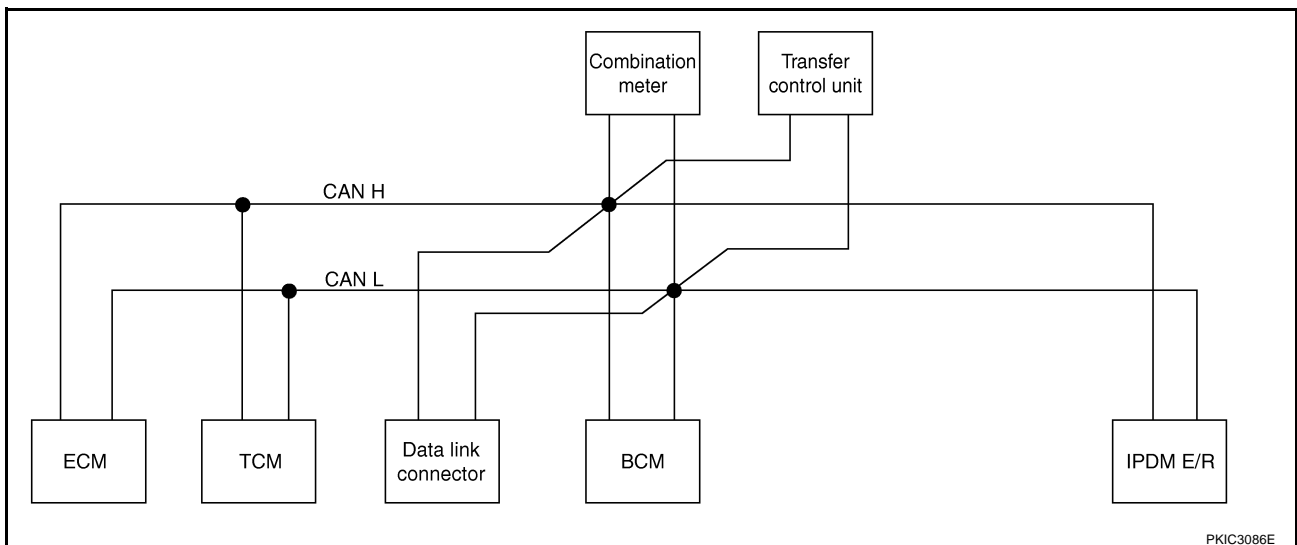 Combination
meter
Transfer
control unit
CAN H
CAN L
ECM
TCM
Data link
connector
BCM
IPDM E/R
PKIC3086E